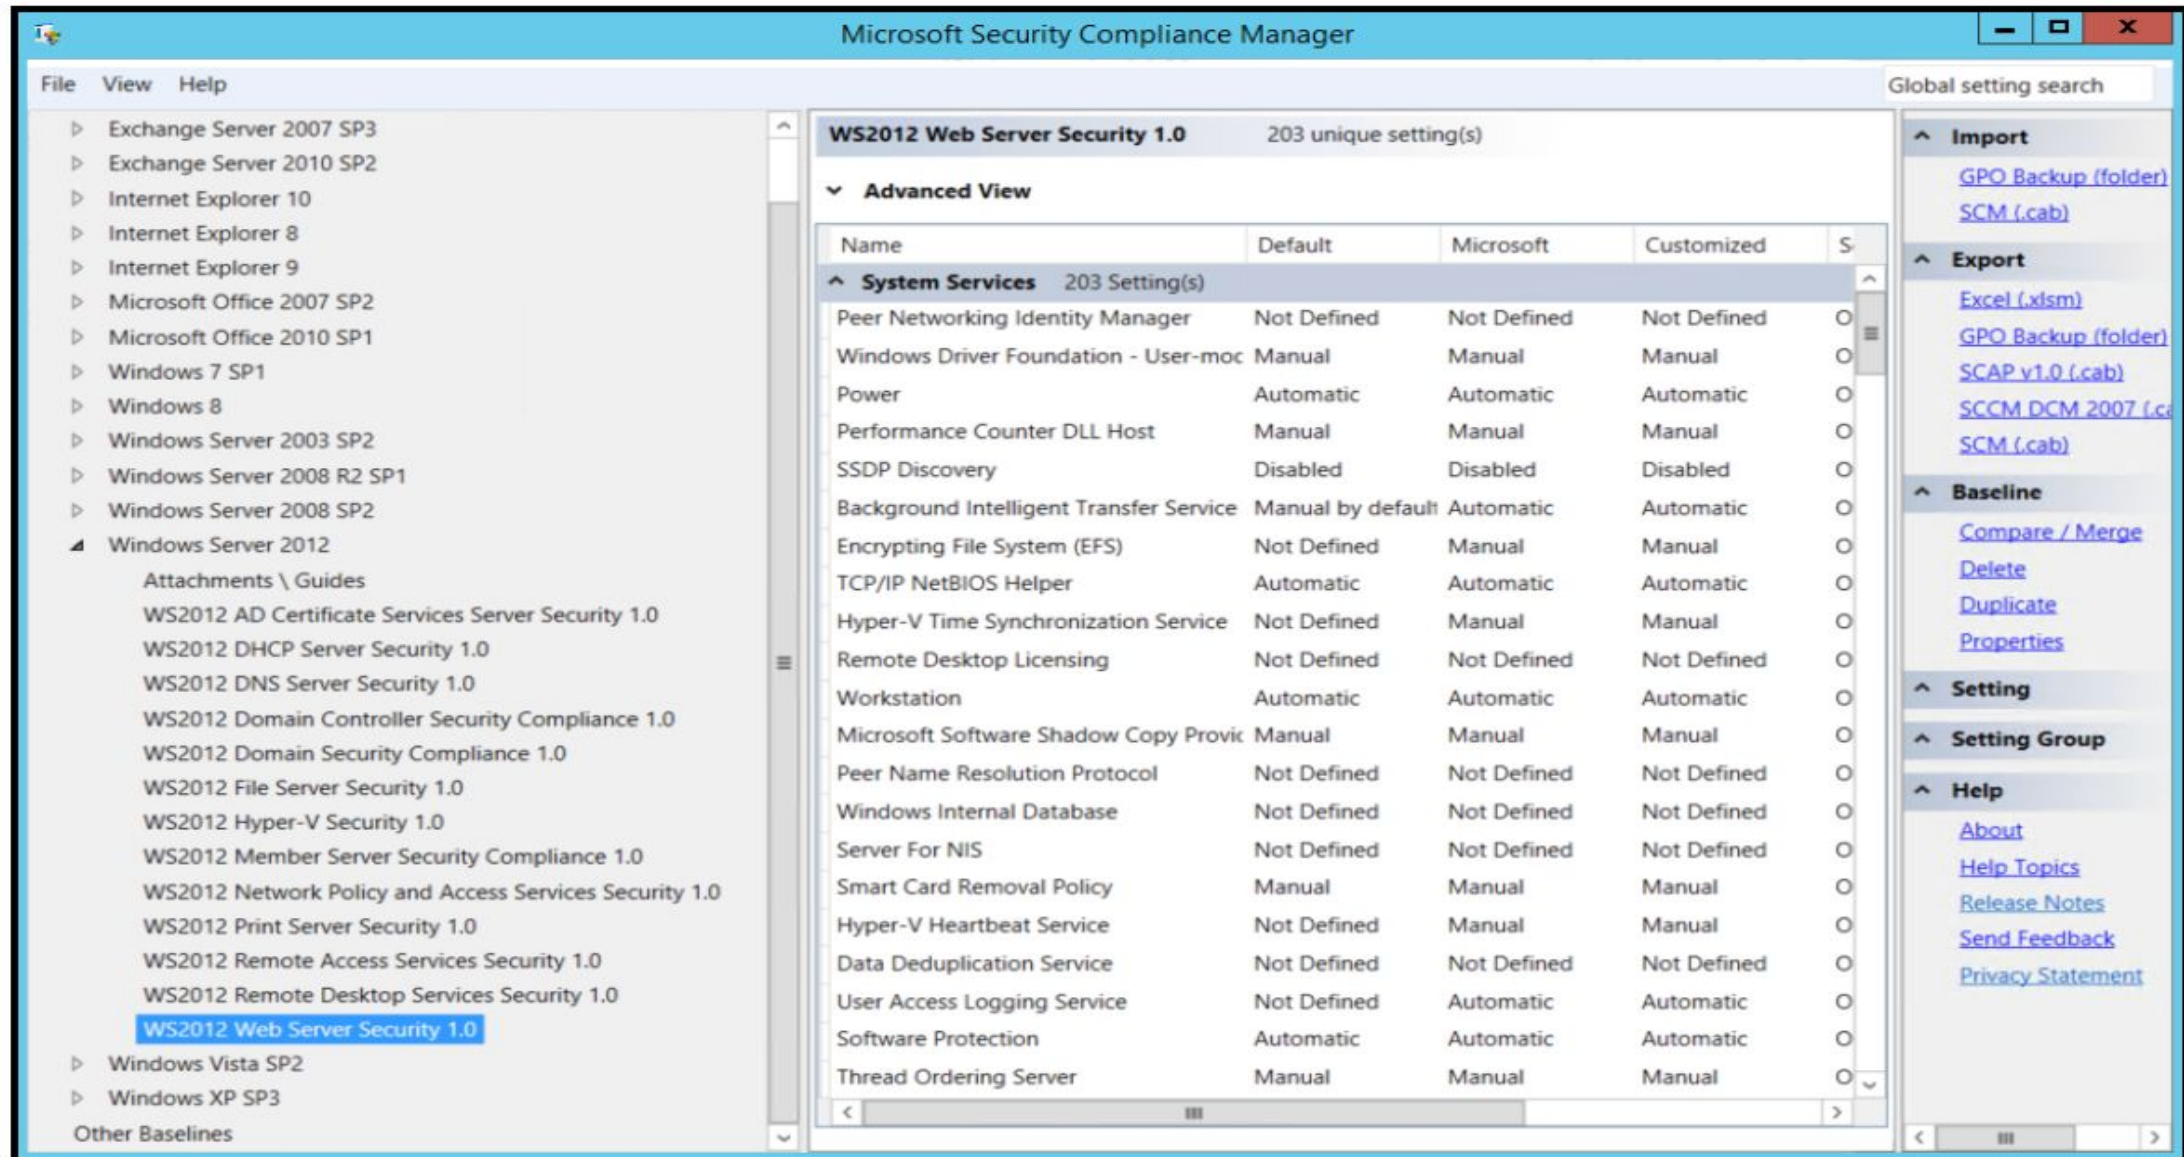 Microsoft Security Compliance Manager
File View Help
Global setting search
Exchange Server 2007 SP3
Exchange Server 2010 SP2
Internet Explorer 10
Internet Explorer 8
Internet Explorer 9
Microsoft Office 2007 SP2
Microsoft Office 2010 SP1
Windows 7 SP1
Windows 8
Windows Server 2003 SP2
Windows Server 2008 R2 SP1
Windows Server 2008 SP2
Windows Server 2012
Attachments \ Guides
WS2012 AD Certificate Services Server Security 1.0
WS2012 DHCP Server Security 1.0
WS2012 DNS Server Security 1.0
WS2012 Domain Controller Security Compliance 1.0
WS2012 Domain Security Compliance 1.0
WS2012 File Server Security 1.0
WS2012 Hyper-V Security 1.0
WS2012 Member Server Security Compliance 1.0
WS2012 Network Policy and Access Services Security 1.0
WS2012 Print Server Security 1.0
WS2012 Remote Access Services Security 1.0
WS2012 Remote Desktop Services Security 1.0
WS2012 Web Server Security 1.0
Windows Vista SP2
Windows XP SP3
Other Baselines
WS2012 Web Server Security 1.0 203 unique setting(s)
Advanced View
Name Default Microsoft Customized S
System Services 203 Setting(s)
Peer Networking Identity Manager Not Defined Not Defined Not Defined O
Windows Driver Foundation - User-moc Manual Manual Manual O
Power Automatic Automatic Automatic O
Performance Counter DLL Host Manual Manual Manual O
SSDP Discovery Disabled Disabled Disabled O
Background Intelligent Transfer Service Manual by default Automatic Automatic O
Encrypting File System (EFS) Not Defined Manual Manual O
TCP/IP NetBIOS Helper Automatic Automatic Automatic O
Hyper-V Time Synchronization Service Not Defined Manual Manual O
Remote Desktop Licensing Not Defined Not Defined Not Defined O
Workstation Automatic Automatic Automatic O
Microsoft Software Shadow Copy Provic Manual Manual Manual O
Peer Name Resolution Protocol Not Defined Not Defined Not Defined O
Windows Internal Database Not Defined Not Defined Not Defined O
Server For NIS Not Defined Not Defined Not Defined O
Smart Card Removal Policy Manual Manual Manual O
Hyper-V Heartbeat Service Not Defined Manual Manual O
Data Deduplication Service Not Defined Not Defined Not Defined O
User Access Logging Service Not Defined Automatic Automatic O
Software Protection Automatic Automatic Automatic O
Thread Ordering Server Manual Manual Manual O
Import
GPO Backup (folder)
SCM (.cab)
Export
Excel (.xlsm)
GPO Backup (folder)
SCAP v1.0 (.cab)
SCCM DCM 2007 (.ca
SCM (.cab)
Baseline
Compare / Merge
Delete
Duplicate
Properties
Setting
Setting Group
Help
About
Help Topics
Release Notes
Send Feedback
Privacy Statement